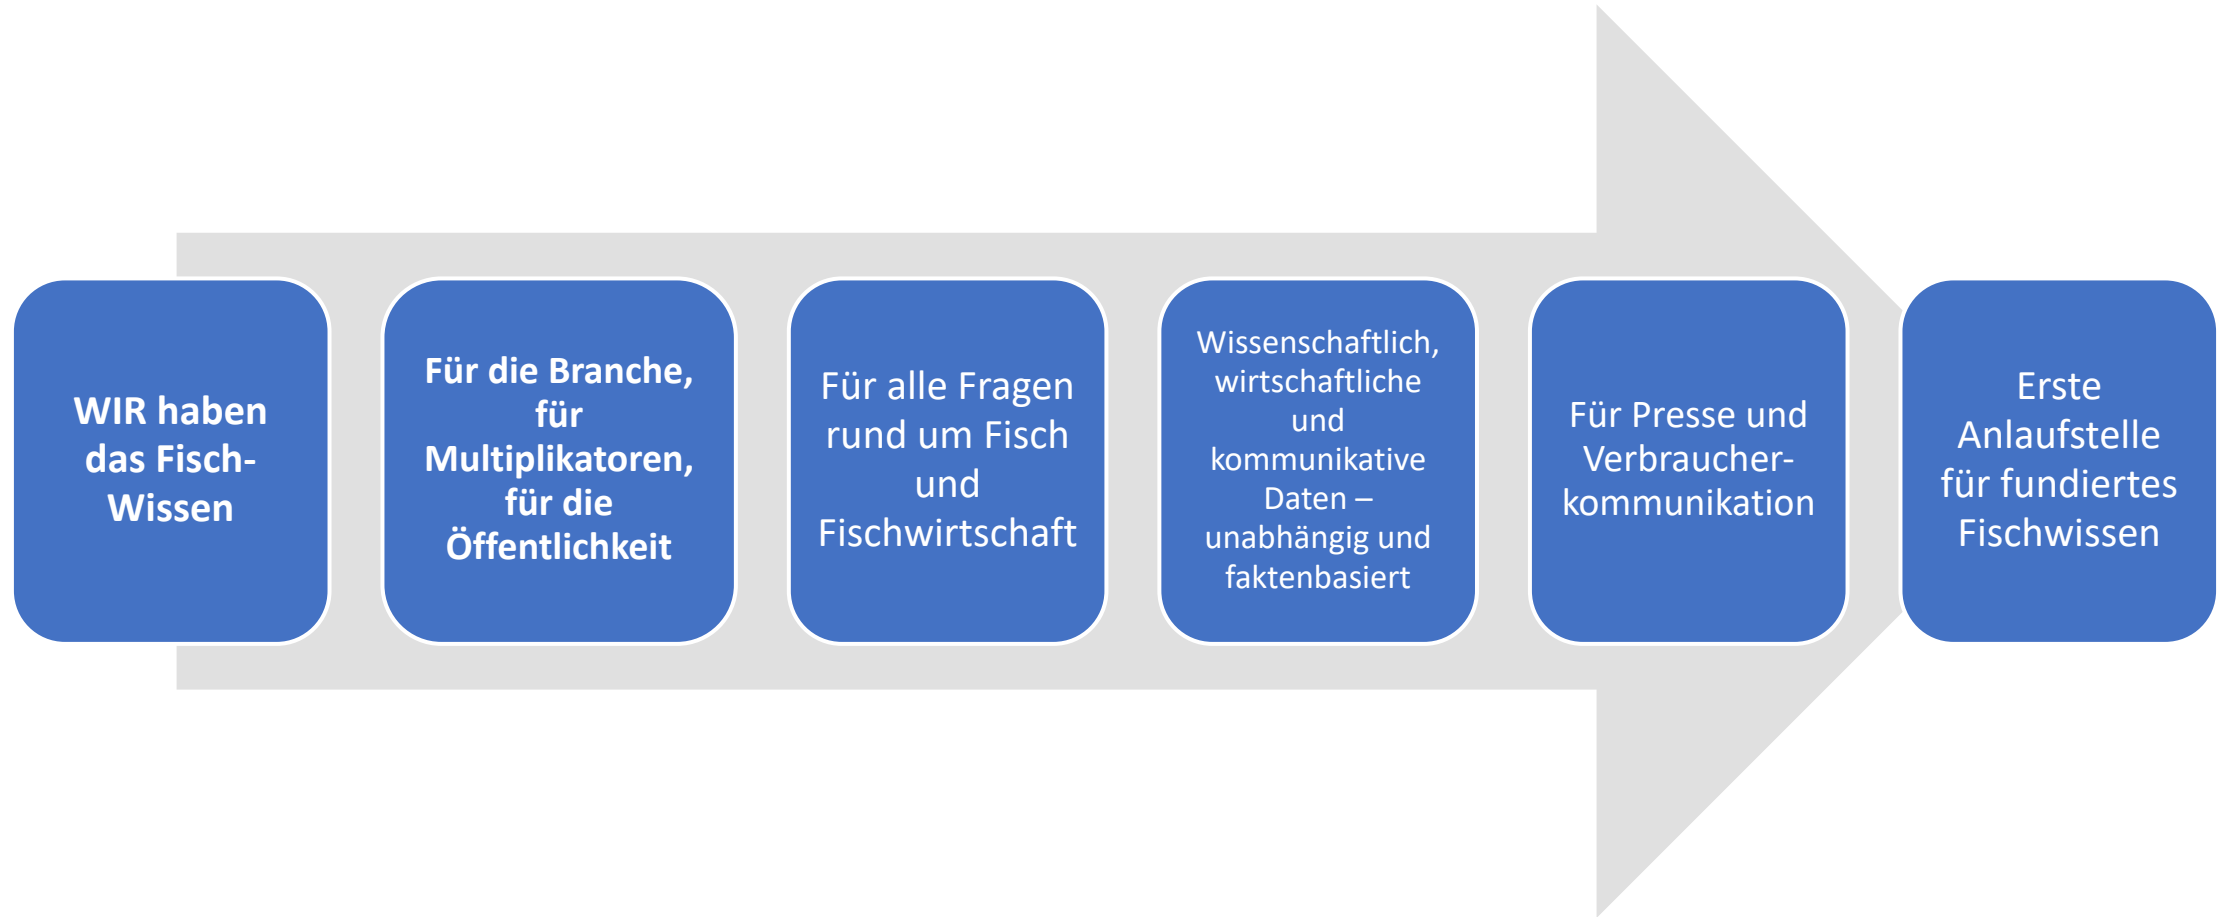 WIR haben
das Fisch-
Wissen
Für die Branche,
für
Multiplikatoren,
für die
Öffentlichkeit
Für alle Fragen
rund um Fisch
und
Fischwirtschaft
Wissenschaftlich,
wirtschaftliche
und
kommunikative
Daten –
unabhängig und
faktenbasiert
Für Presse und
Verbraucher-
kommunikation
Erste
Anlaufstelle
für fundiertes
Fischwissen